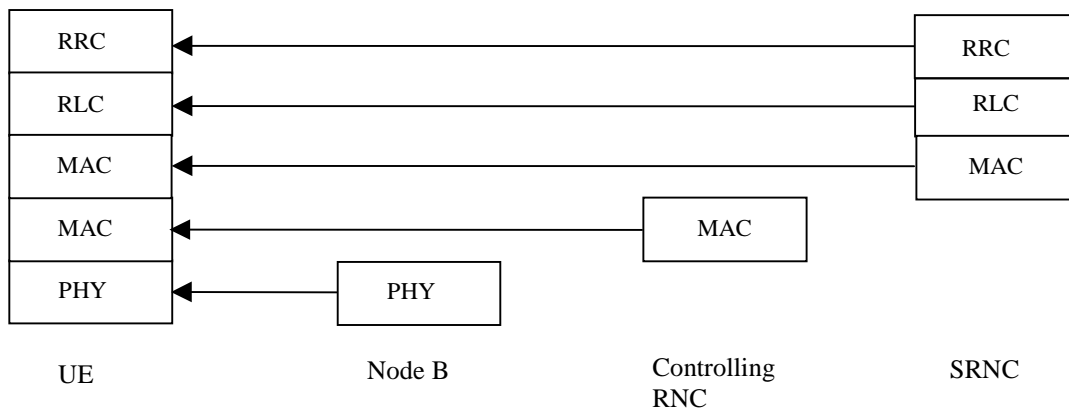 RRC
RRC
RLC
RLC
MAC
MAC
MAC
MAC
PHY
PHY
UE
Node B
Controlling
RNC
SRNC